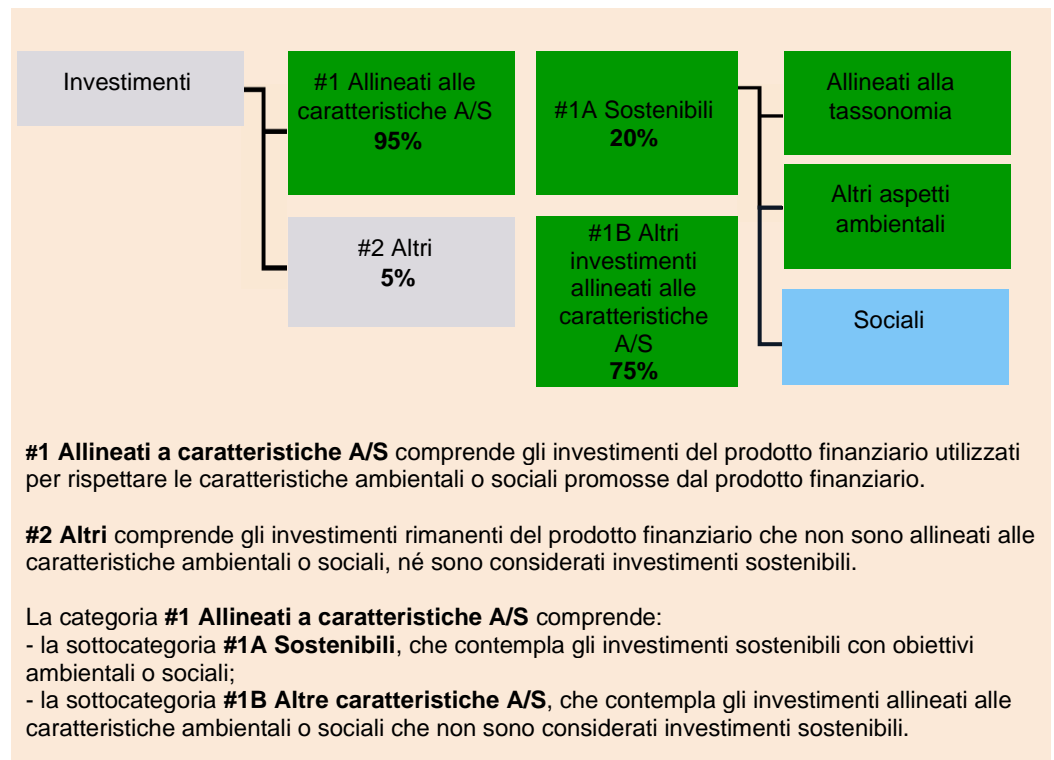 Investimenti
#1 Allineati alle
caratteristiche A/S
95%
#2 Altri
5%
#1A Sostenibili
20%
#1B Altri
investimenti
allineati alle
caratteristiche
A/S
75%
Allineati alla
tassonomia
Altri aspetti
ambientali
Sociali
#1 Allineati a caratteristiche A/S comprende gli investimenti del prodotto finanziario utilizzati
per rispettare le caratteristiche ambientali o sociali promosse dal prodotto finanziario.
#2 Altri comprende gli investimenti rimanenti del prodotto finanziario che non sono allineati alle
caratteristiche ambientali o sociali, né sono considerati investimenti sostenibili.
La categoria #1 Allineati a caratteristiche A/S comprende:
- la sottocategoria #1A Sostenibili, che contempla gli investimenti sostenibili con obiettivi
ambientali o sociali;
- la sottocategoria #1B Altre caratteristiche A/S, che contempla gli investimenti allineati alle
caratteristiche ambientali o sociali che non sono considerati investimenti sostenibili.